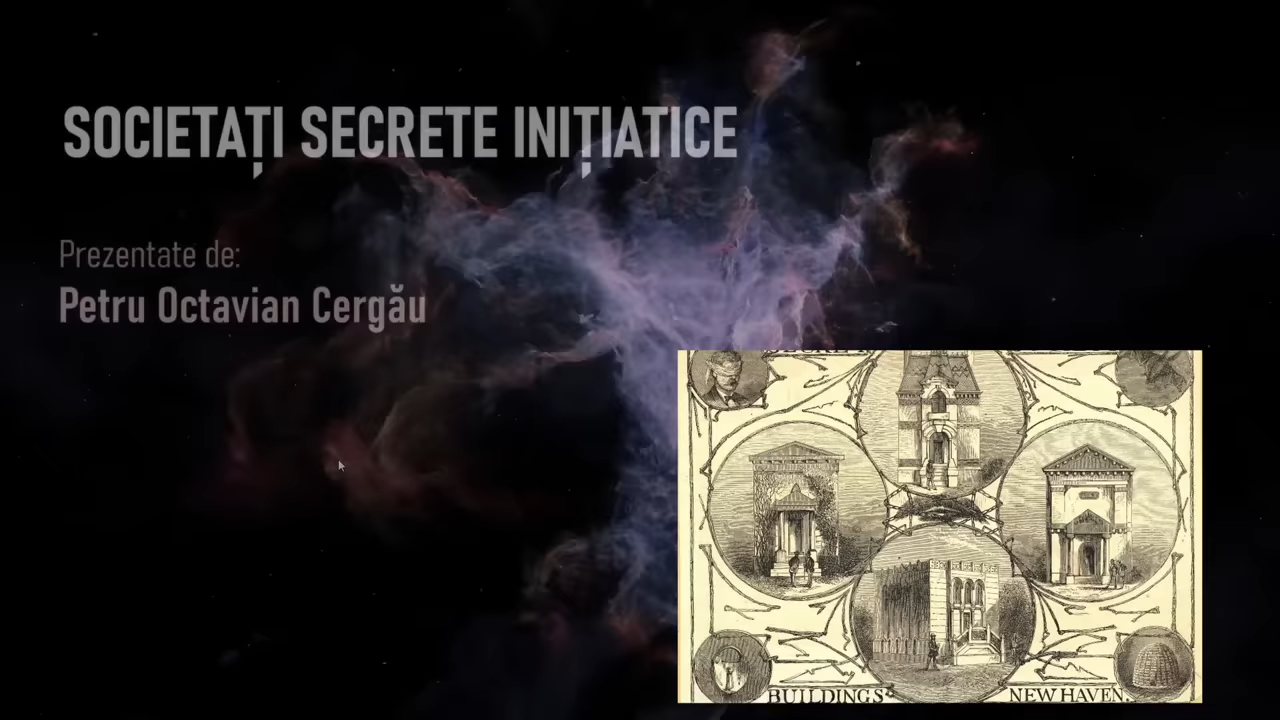 SOCIETAȚI SECRETE INIȚIATICE
Prezentate de:
Petru Octavian Cergău
BUILDINGS
NEW HAVEN.